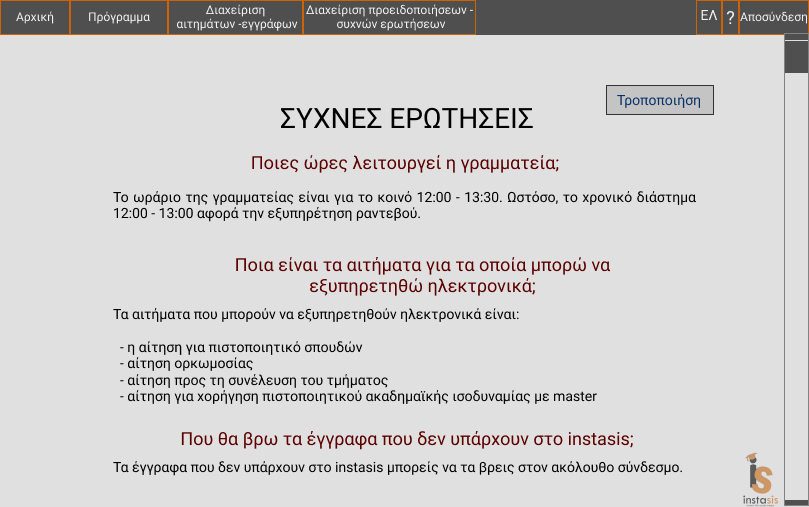 Αρχική
Πρόγραμμα
Διαχείριση
αιτημάτων -εγγράφων
Διαχείριση προειδοποιήσεων -
συχνών ερωτήσεων
ΕΛ
?
Αποσύνδεση
Τροποποιήση
ΣΥΧΝΕΣ ΕΡΩΤΗΣΕΙΣ
Ποιες ώρες λειτουργεί η γραμματεία;
Το ωράριο της γραμματείας είναι για το κοινό 12:00 - 13:30. Ωστόσο, το χρονικό διάστημα
12:00 - 13:00 αφορά την εξυπηρέτηση ραντεβού.
Ποια είναι τα αιτήματα για τα οποία μπορώ να
εξυπηρετηθώ ηλεκτρονικά;
Τα αιτήματα που μπορούν να εξυπηρετηθούν ηλεκτρονικά είναι:
- η αίτηση για πιστοποιητικό σπουδών
- αίτηση ορκωμοσίας
- αίτηση προς τη συνέλευση του τμήματος
- αίτηση για χορήγηση πιστοποιητικού ακαδημαϊκής ισοδυναμίας με master
Που θα βρω τα έγγραφα που δεν υπάρχουν στο instasis;
Τα έγγραφα που δεν υπάρχουν στο instasis μπορείς να τα βρεις στον ακόλουθο σύνδεσμο.
instasis